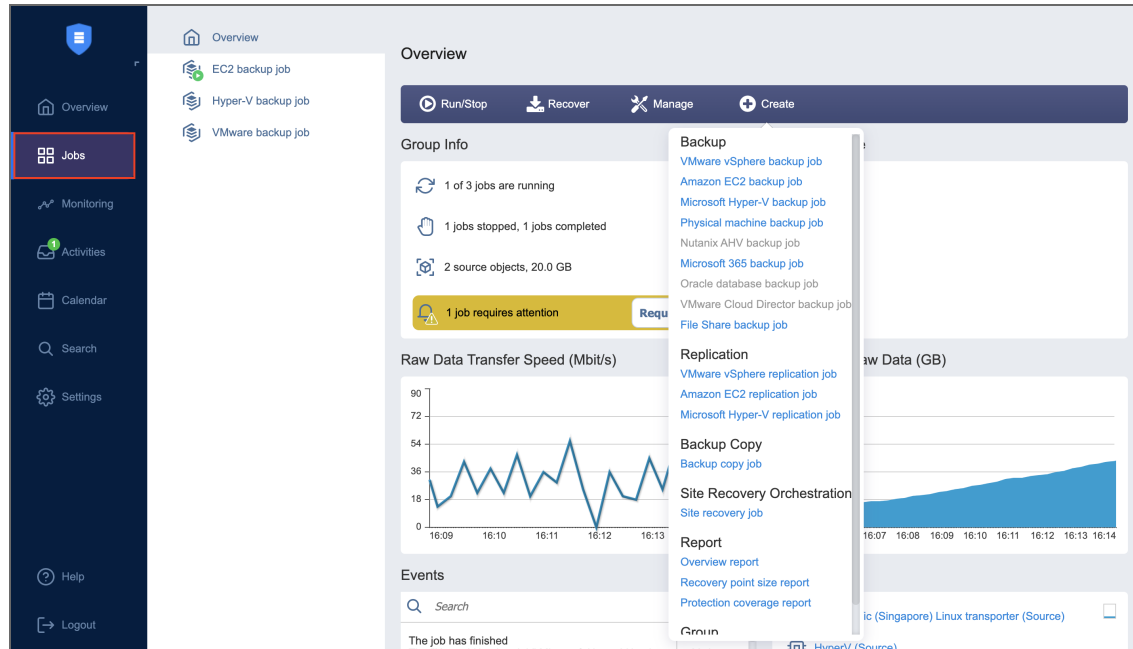 Overview
Jobs
Monitoring
1
Activities
Calendar
Search
Settings
Help
Logout
Overview
EC2 backup job
Hyper-V backup job
VMware backup job
Overview
Run/Stop
Recover
Manage
Create
Group Info
1 of 3 jobs are running
1 jobs stopped, 1 jobs completed
2 source objects, 20.0 GB
1 job requires attention
Requ
Backup
VMware vSphere backup job
Amazon EC2 backup job
Microsoft Hyper-V backup job
Physical machine backup job
Nutanix AHV backup job
Microsoft 365 backup job
Oracle database backup job
VMware Cloud Director backup job
File Share backup job
Replication
VMware vSphere replication job
Amazon EC2 replication job
Microsoft Hyper-V replication job
Backup Copy
Backup copy job
Site Recovery Orchestration
Site recovery job
Report
Overview report
Recovery point size report
Protection coverage report
Group
Raw Data Transfer Speed (Mbit/s)
90
72
54
36
18
0
16:09 16:10 16:11 16:12 16:13
aw Data (GB)
16:07 16:08 16:09 16:10 16:11 16:12 16:13 16:14
Events
Search
The job has finished
ic (Singapore) Linux transporter (Source)
HyperV (Source)